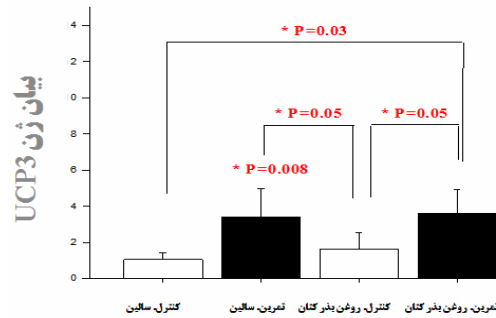 4
2
0
8
6
4
2
0
بیان ژن UCP3
* P=0.03
* P=0.05
* P=0.05
* P=0.008
کنترل. سالین
تمرین. سالین
کنترل. روغن بذر کتان
تمرین. روغن بذر کتان